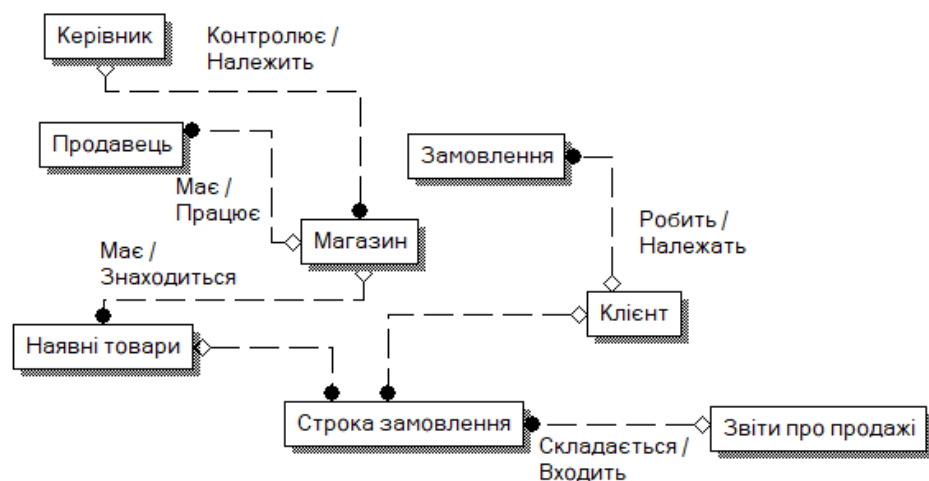 Керівник
Контролює /
Належить
Продавець
Замовлення
Має /
Працює
Магазин
Робить /
Належать
Має /
Знаходиться
Клієнт
Наявні товари
Строка замовлення
Звіти про продажі
Складається /
Входить